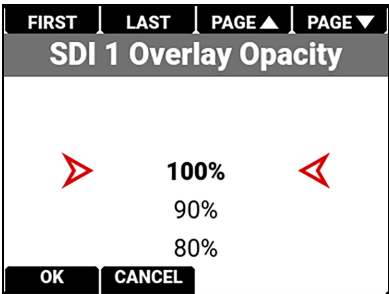 FIRST LAST PAGE▲ PAGE▼
SDI 1 Overlay Opacity
100%
90%
80%
OK CANCEL